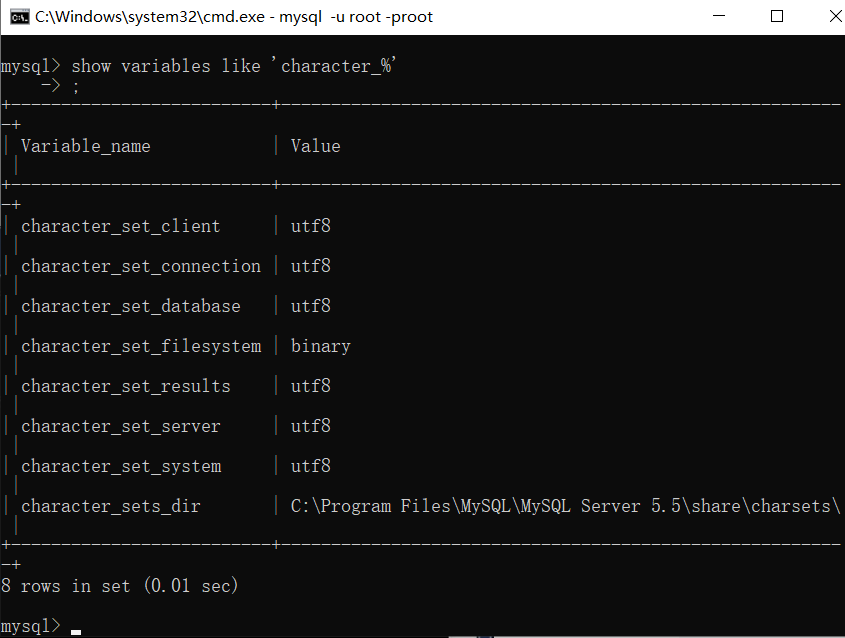 C:\Windows\system32\cmd.exe - mysql  -u root -proot
mysql> show variables like 'character_%'
    -> ;
+--------------------------+--------------------------------------------------------
-+
| Variable_name            | Value
 |
+--------------------------+--------------------------------------------------------
-+
| character_set_client     | utf8
 |
| character_set_connection | utf8
 |
| character_set_database   | utf8
 |
| character_set_filesystem | binary
 |
| character_set_results    | utf8
 |
| character_set_server     | utf8
 |
| character_set_system     | utf8
 |
| character_sets_dir       | C:\Program Files\MySQL\MySQL Server 5.5\share\charsets\
 |
+--------------------------+--------------------------------------------------------
-+
8 rows in set (0.01 sec)
mysql>